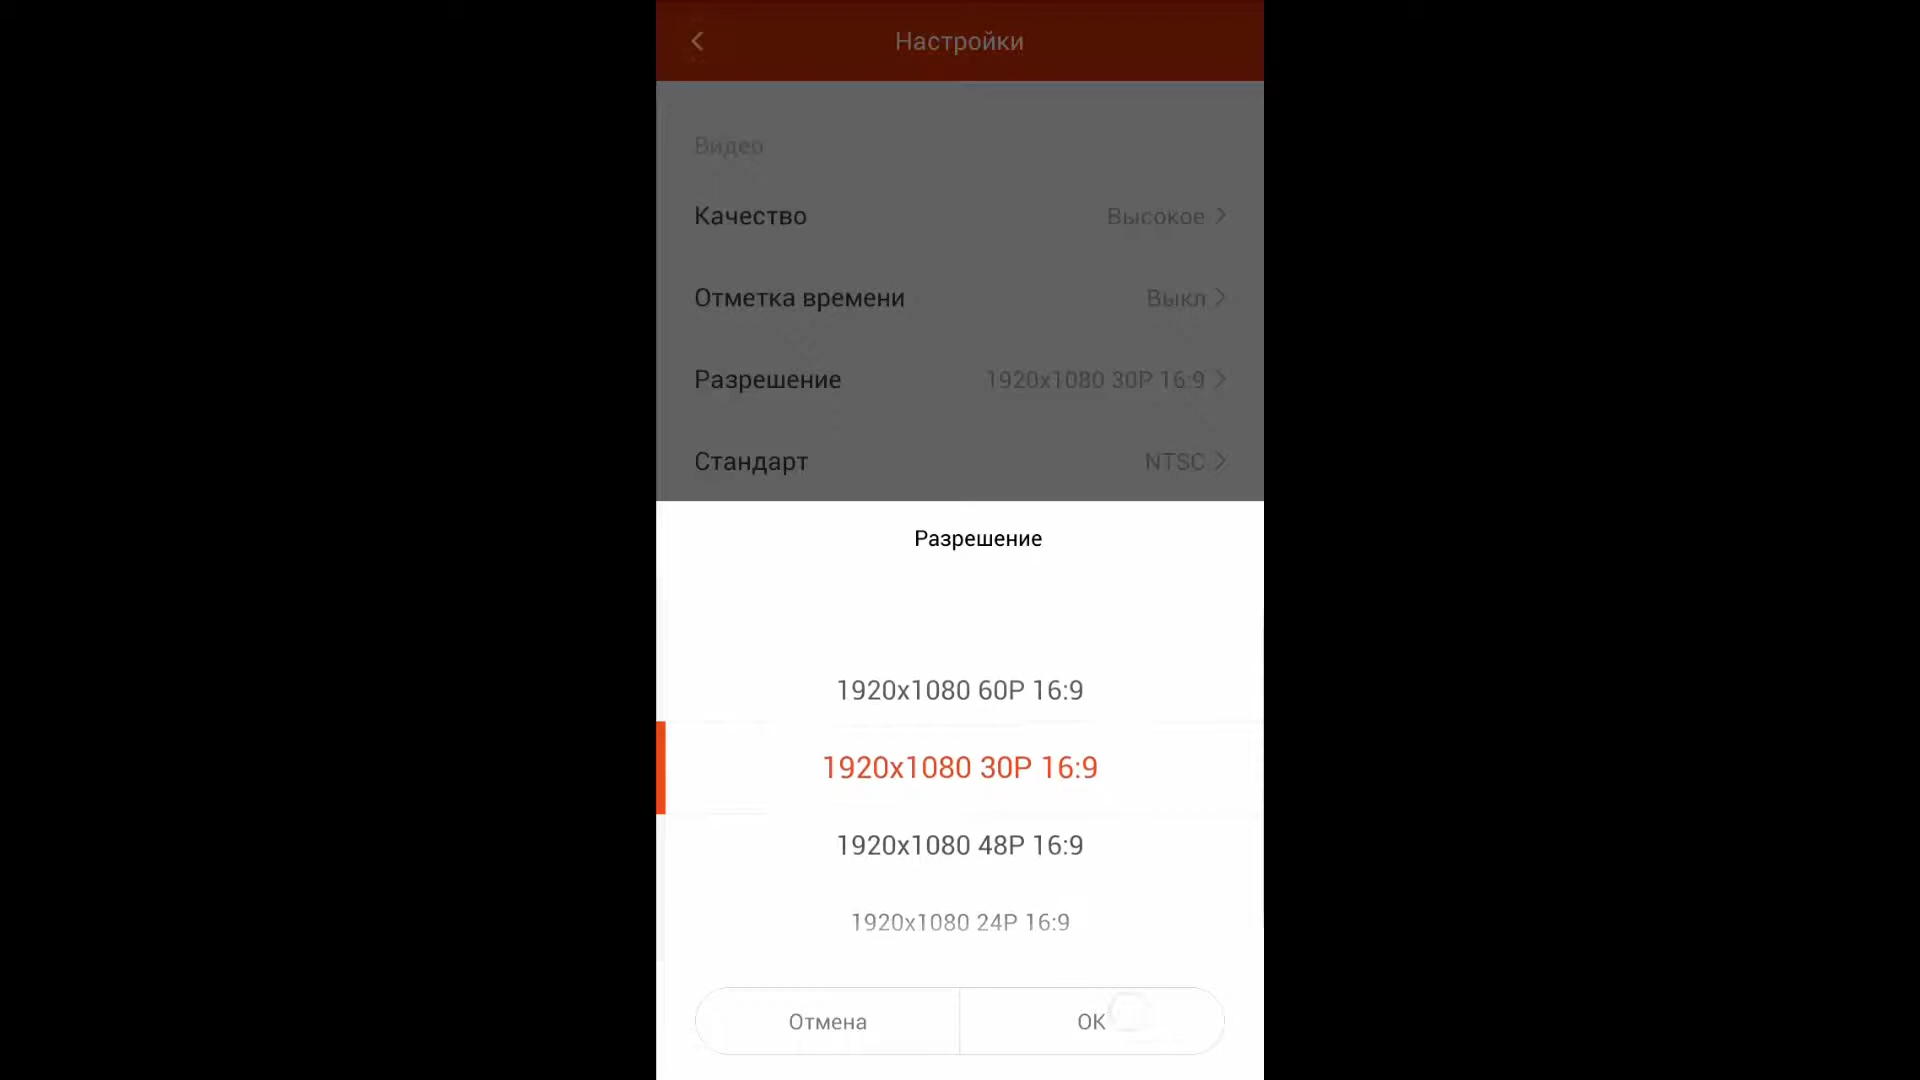 Настройки
Видео
Качество Высокое
Отметка времени Выкл
Разрешение 1920x1080 30P 16:9
Стандарт NTSC
Разрешение
1920x1080 60P 16:9
1920x1080 30P 16:9
1920x1080 48P 16:9
1920x1080 24P 16:9
Отмена OK